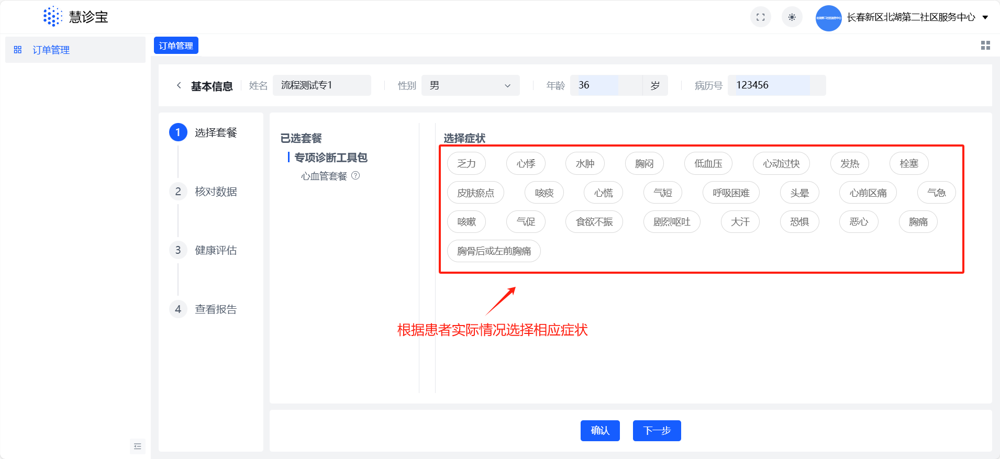 慧诊宝
长春新区北湖第二社区服务中心
订单管理
订单管理
基本信息 姓名 流程测试专1 性别 男 年龄 36 岁 病历号 123456
1 选择套餐
2 核对数据
3 健康评估
4 查看报告
已选套餐
专项诊断工具包
心血管套餐 ?
选择症状
乏力 心悸 水肿 胸闷 低血压 心动过快 发热 栓塞
皮肤瘀点 咳痰 心慌 气短 呼吸困难 头晕 心前区痛 气急
咳嗽 气促 食欲不振 剧烈呕吐 大汗 恐惧 恶心 胸痛
胸骨后或左前胸痛
根据患者实际情况选择相应症状
确认 下一步